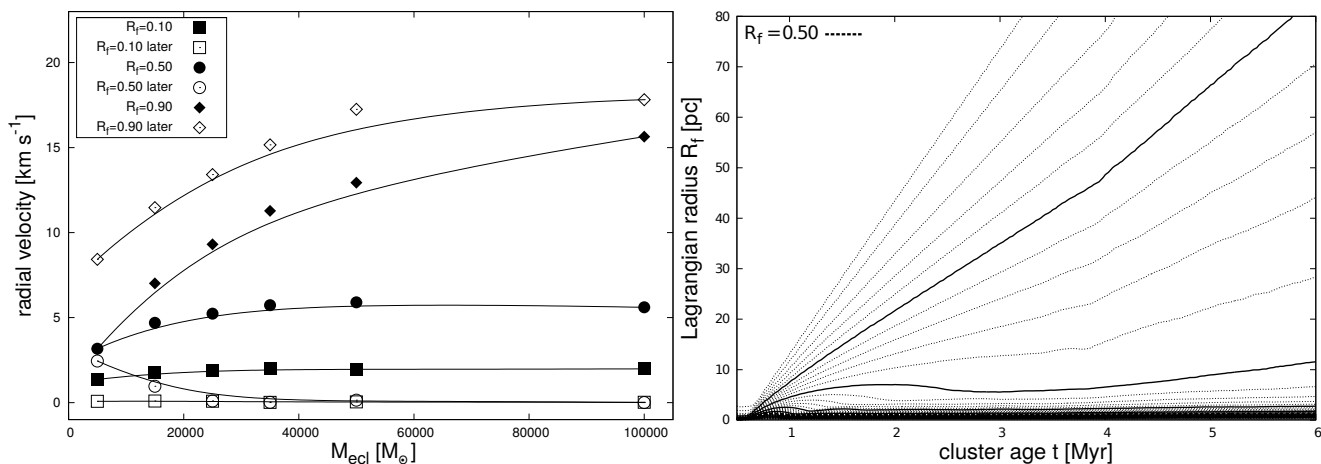 R_f=0.10
R_f=0.10 later
R_f=0.50
R_f=0.50 later
R_f=0.90
R_f=0.90 later
radial velocity [km s⁻¹]
20
15
10
5
0
0 20000 40000 60000 80000 100000
M_ecl [M_⊙]
R_f=0.50
Lagrangian radius R_f [pc]
80
70
60
50
40
30
20
10
0
1 2 3 4 5 6
cluster age t [Myr]